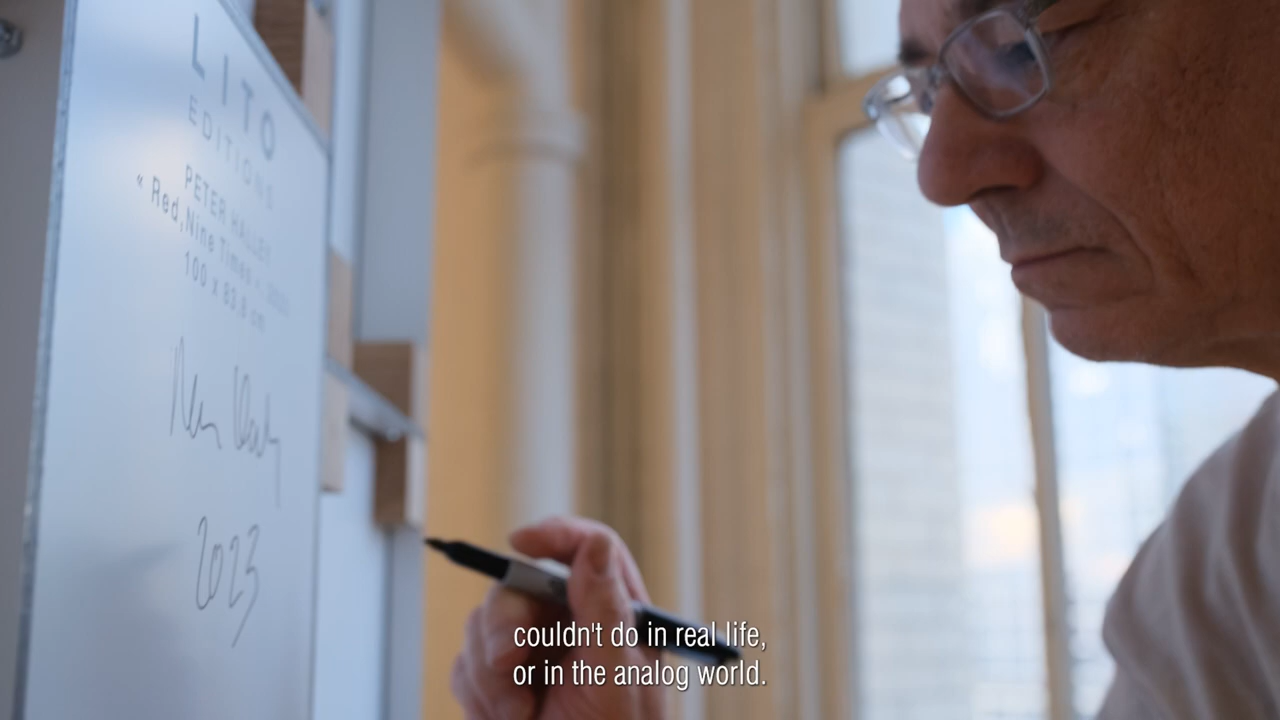 LITO
EDITIONS
PETER HALLEY
« Red,Nine Times »
100 x 83,8 cm
2023
couldn't do in real life,
or in the analog world.